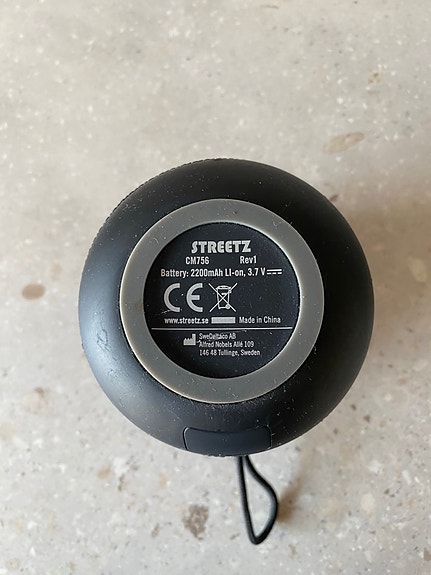 STREETZ
CM756 Rev1
Battery: 2200mAh LI-on, 3.7 V
CE
www.streetz.se Made in China
SweDeltaco AB
Alfred Nobels Allé 109
146 48 Tullinge, Sweden